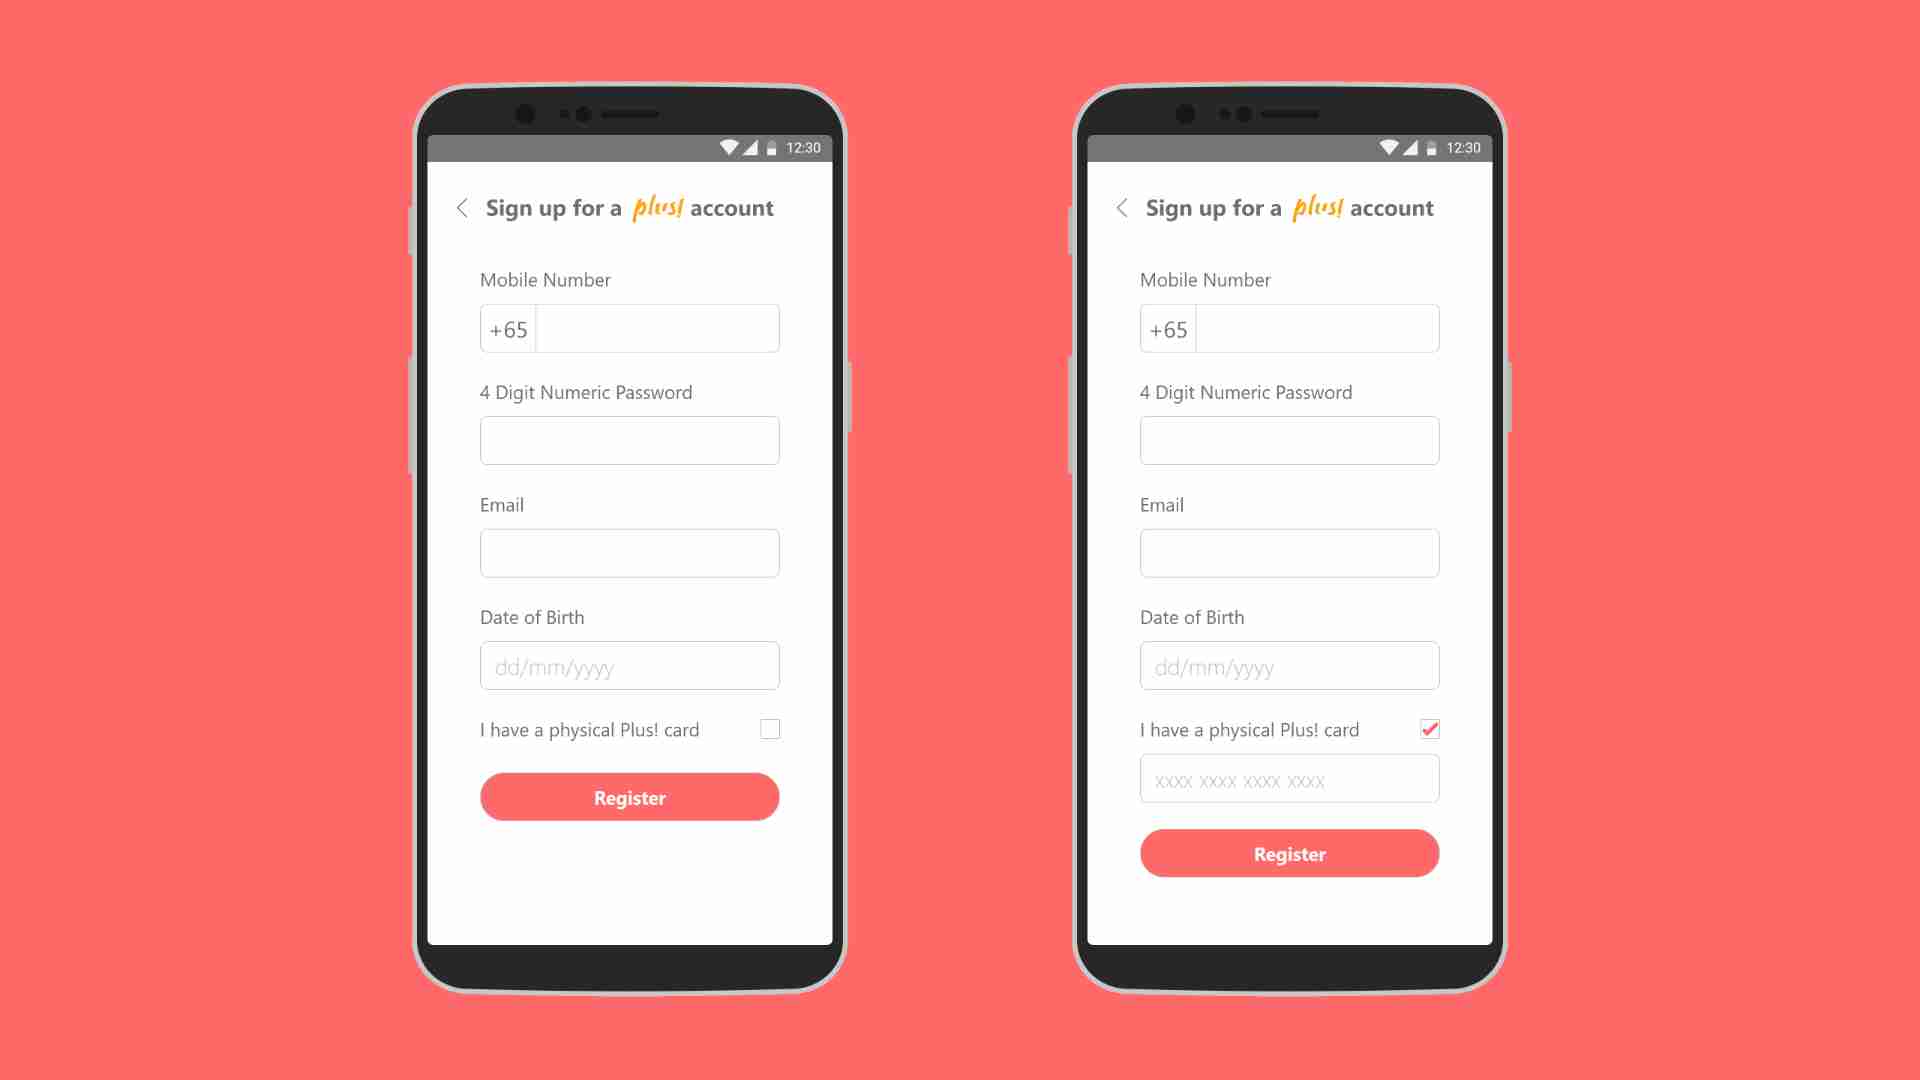 12:30
Sign up for a plus! account
Mobile Number
+65
4 Digit Numeric Password
Email
Date of Birth
dd/mm/yyyy
I have a physical Plus! card
Register
12:30
Sign up for a plus! account
Mobile Number
+65
4 Digit Numeric Password
Email
Date of Birth
dd/mm/yyyy
I have a physical Plus! card
xxxx xxxx xxxx xxxx
Register